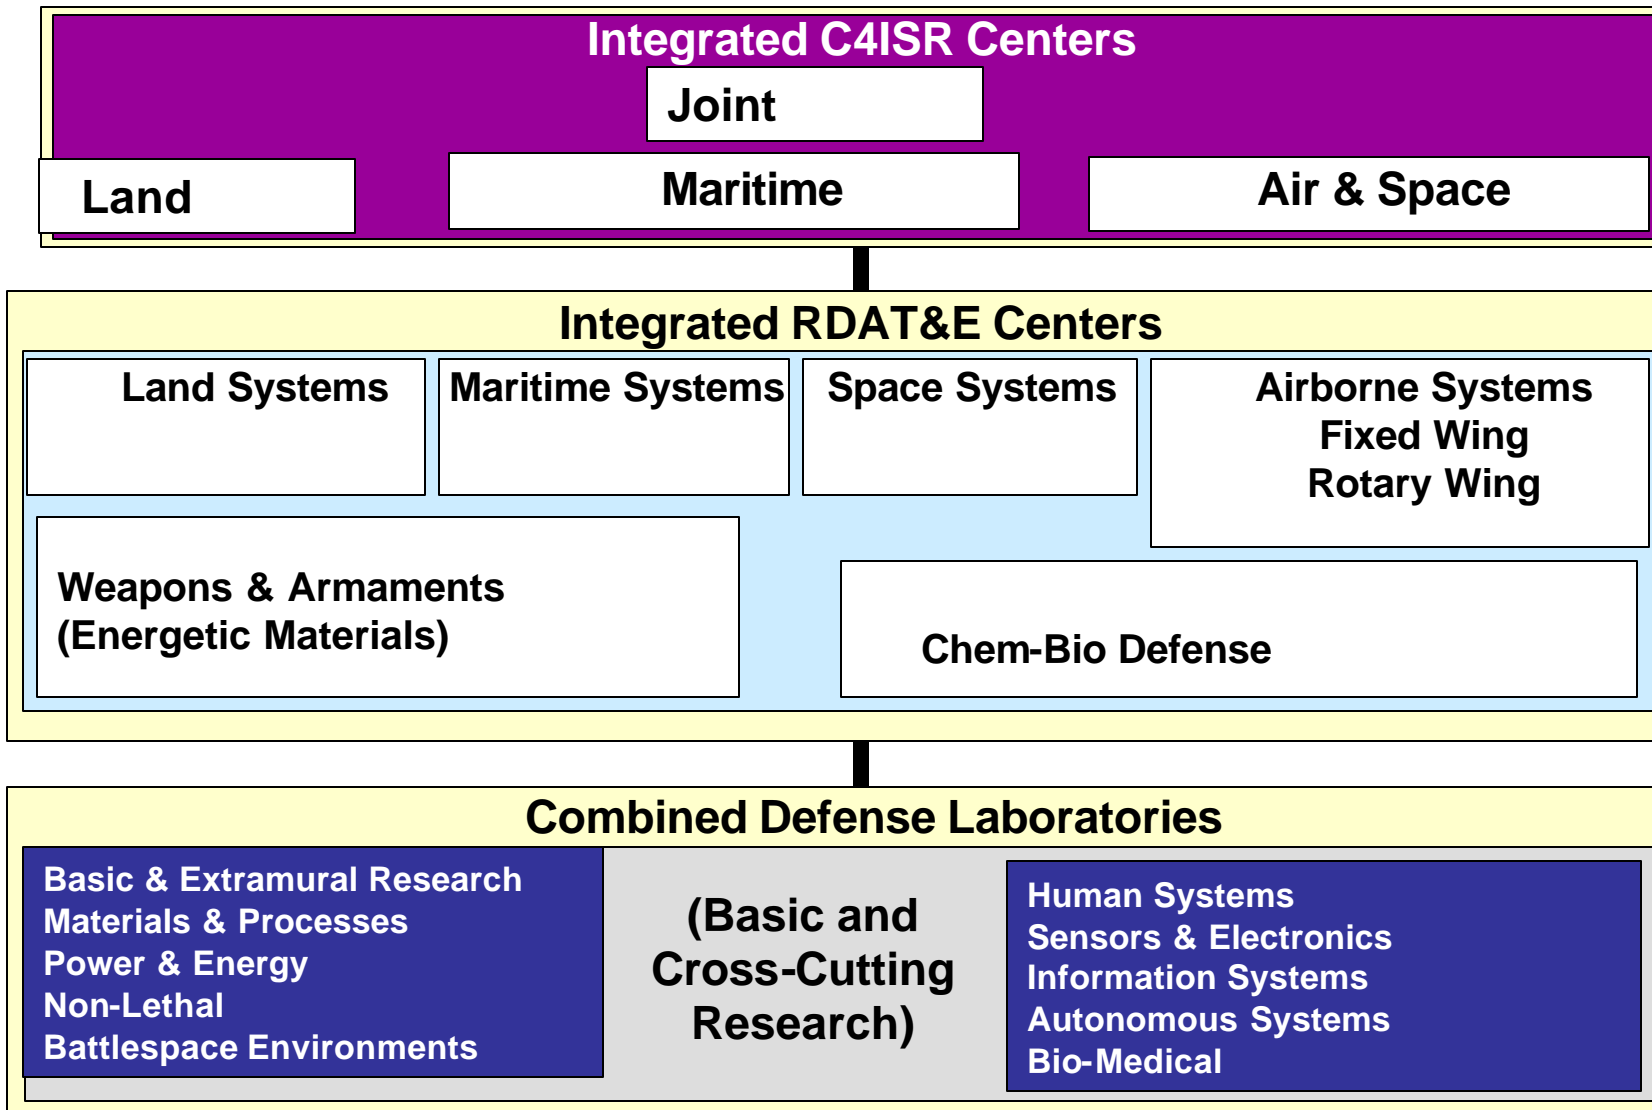 Integrated C4ISR Centers
Joint
Land
Maritime
Air & Space
Integrated RDAT&E Centers
Land Systems
Maritime Systems
Space Systems
Airborne Systems
Fixed Wing
Rotary Wing
Weapons & Armaments
(Energetic Materials)
Chem-Bio Defense
Combined Defense Laboratories
Basic & Extramural Research
Materials & Processes
Power & Energy
Non-Lethal
Battlespace Environments
(Basic and
Cross-Cutting
Research)
Human Systems
Sensors & Electronics
Information Systems
Autonomous Systems
Bio-Medical